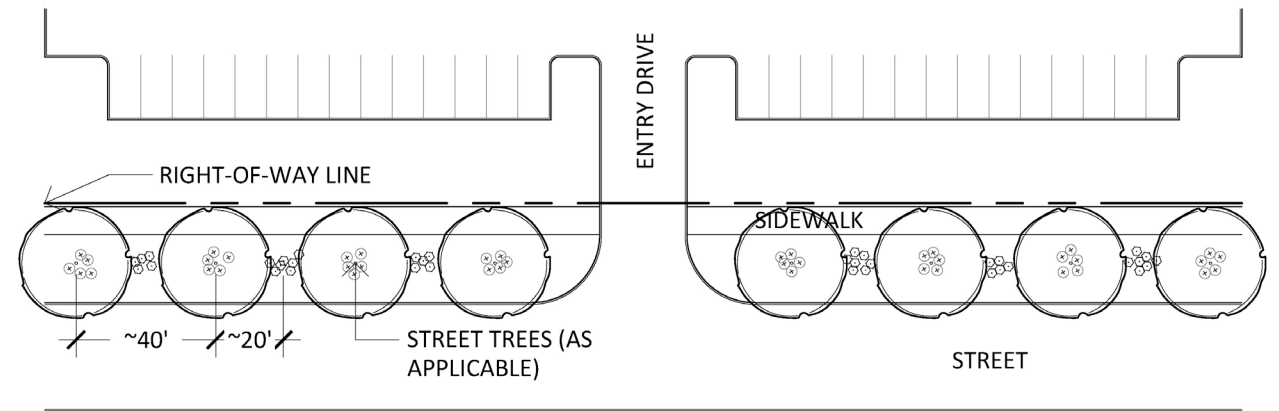 ENTRY DRIVE
RIGHT-OF-WAY LINE
SIDEWALK
~40'
~20'
STREET TREES (AS
APPLICABLE)
STREET